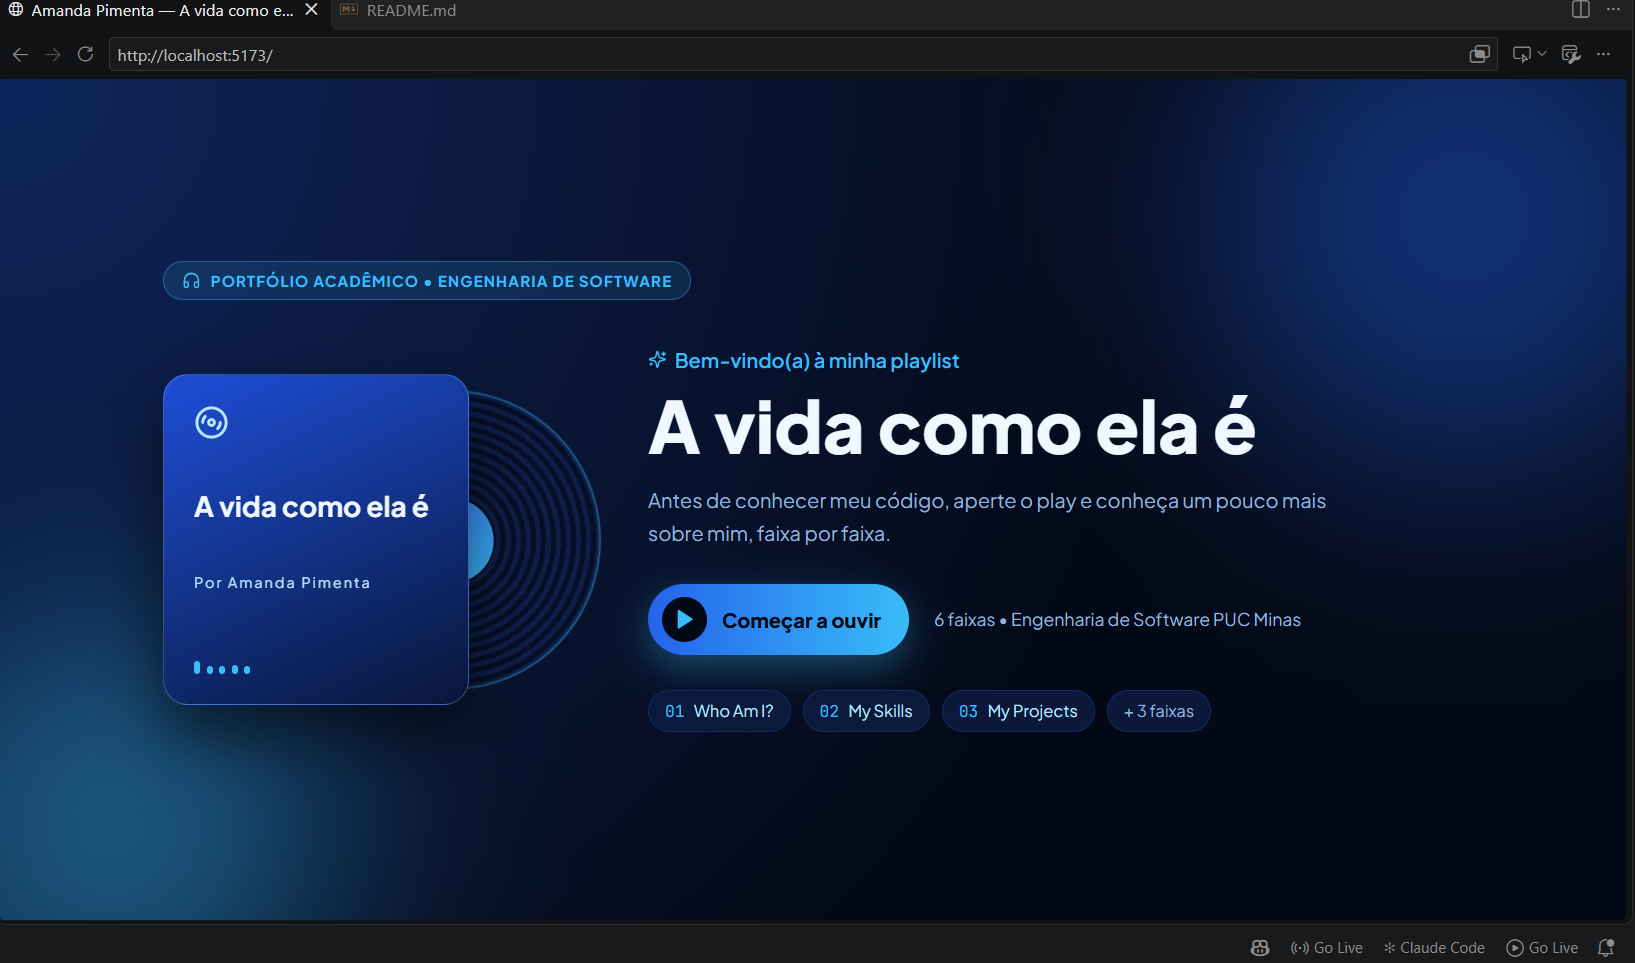 Amanda Pimenta — A vida como e...
README.md
http://localhost:5173/
PORTFÓLIO ACADÊMICO • ENGENHARIA DE SOFTWARE
A vida como ela é
Por Amanda Pimenta
Bem-vindo(a) à minha playlist
A vida como ela é
Antes de conhecer meu código, aperte o play e conheça um pouco mais
sobre mim, faixa por faixa.
Começar a ouvir
6 faixas • Engenharia de Software PUC Minas
01 Who Am I?
02 My Skills
03 My Projects
+ 3 faixas
Go Live
Claude Code
Go Live